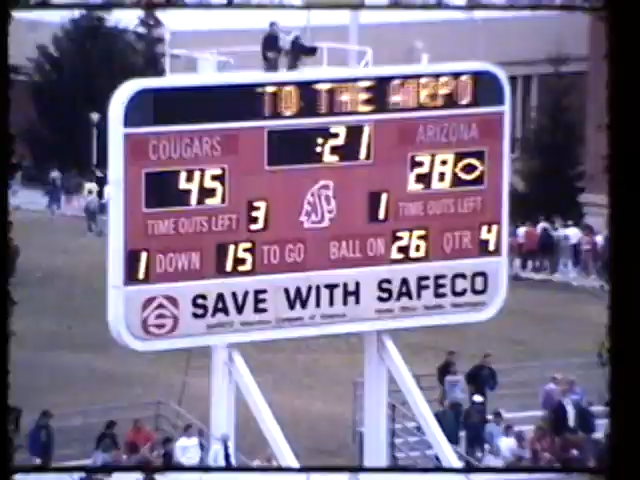 TO THE
COUGARS :21 ARIZONA
45 28
TIME OUTS LEFT 3 1 TIME OUTS LEFT
1 DOWN 15 TO GO BALL ON 26 QTR 4
SAVE WITH SAFECO